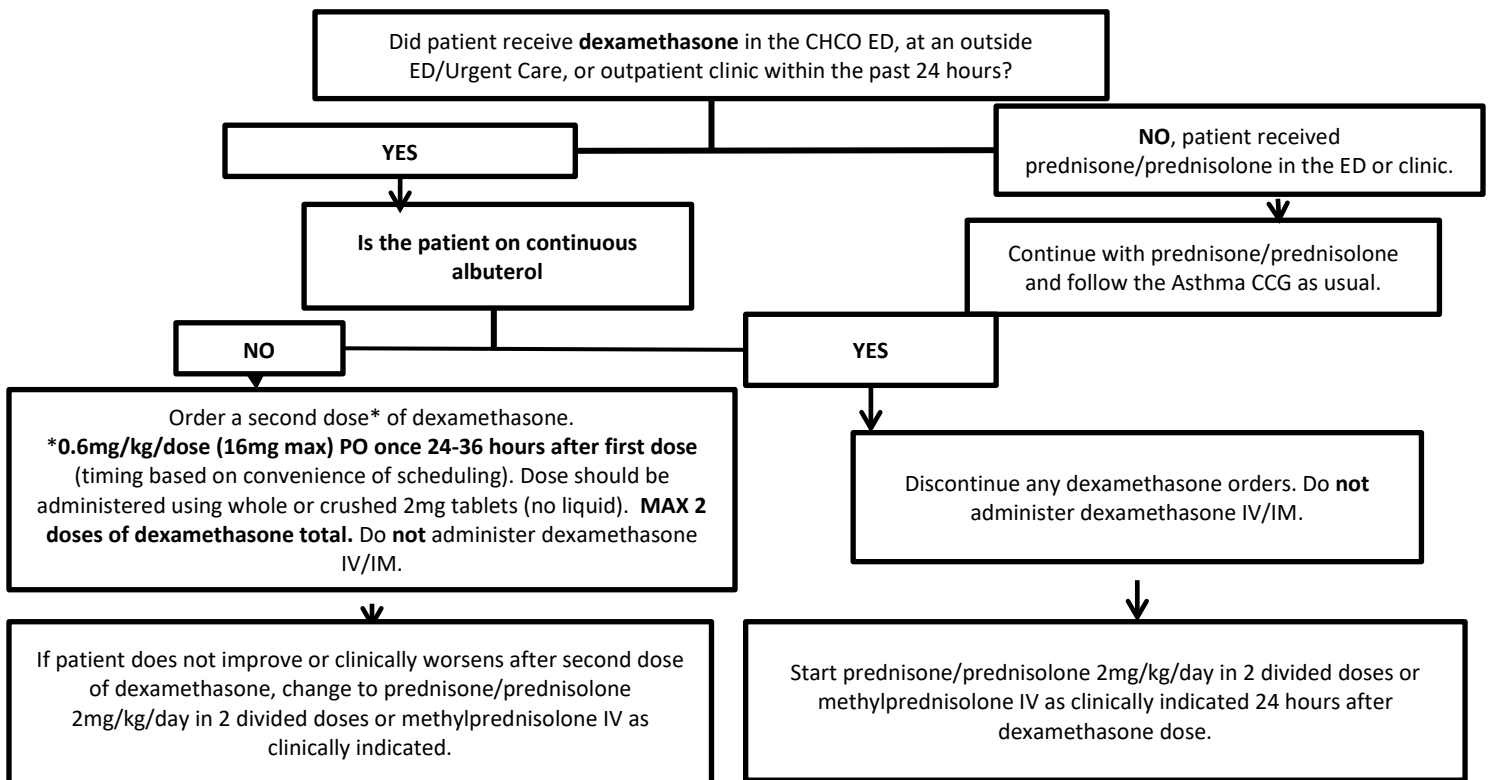 Did patient receive dexamethasone in the CHCO ED, at an outside
ED/Urgent Care, or outpatient clinic within the past 24 hours?
YES
NO, patient received
prednisone/prednisolone in the ED or clinic.
Is the patient on continuous
albuterol
Continue with prednisone/prednisolone
and follow the Asthma CCG as usual.
NO
YES
Order a second dose* of dexamethasone.
*0.6mg/kg/dose (16mg max) PO once 24-36 hours after first dose
(timing based on convenience of scheduling). Dose should be
administered using whole or crushed 2mg tablets (no liquid). MAX 2
doses of dexamethasone total. Do not administer dexamethasone
IV/IM.
Discontinue any dexamethasone orders. Do not
administer dexamethasone IV/IM.
If patient does not improve or clinically worsens after second dose
of dexamethasone, change to prednisone/prednisolone
2mg/kg/day in 2 divided doses or methylprednisolone IV as
clinically indicated.
Start prednisone/prednisolone 2mg/kg/day in 2 divided doses or
methylprednisolone IV as clinically indicated 24 hours after
dexamethasone dose.